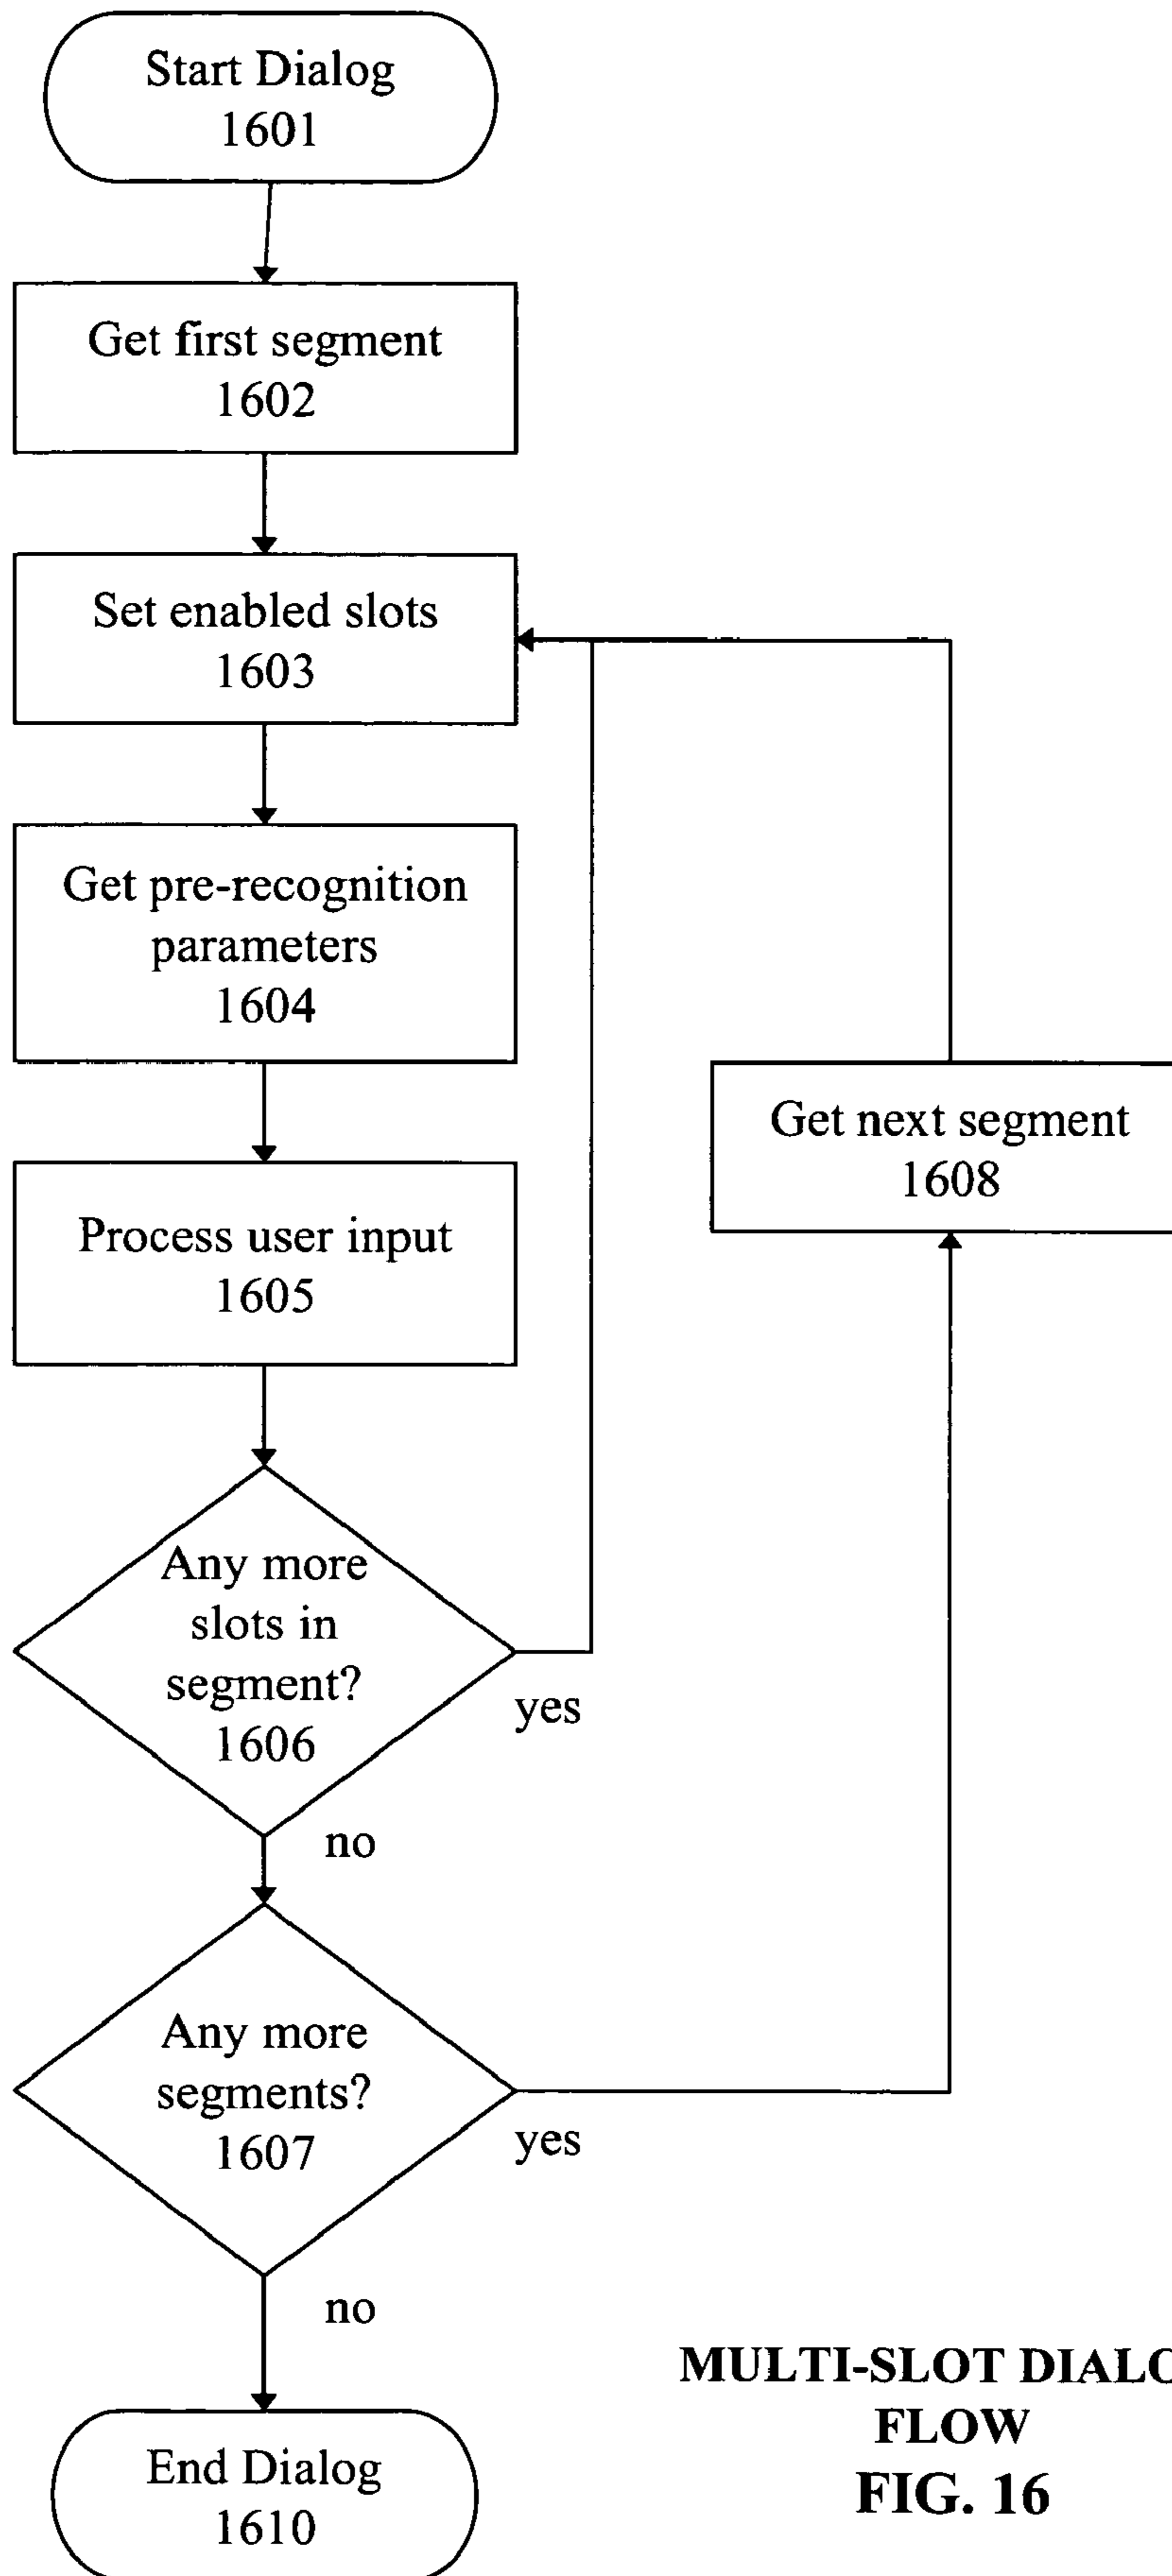 Start Dialog
1601
Get first segment
1602
Set enabled slots
1603
Get pre-recognition
parameters
1604
Process user input
1605
Get next segment
1608
Any more
slots in
segment?
1606
yes
no
Any more
segments?
1607
yes
no
End Dialog
1610
MULTI-SLOT DIALO
FLOW
FIG. 16